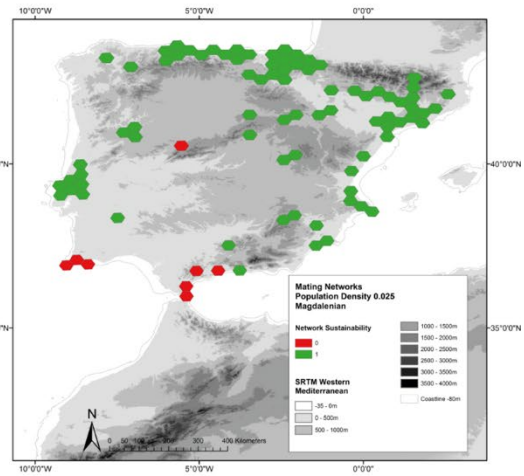 10°0'0"W 5°0'0"W 0°0'0"
40°0'0"N
Mating Networks
Population Density 0.025
Magdalenian
Network Sustainability
0
1
SRTM Western
Mediterranean
-35 - 0m
0 - 500m
500 - 1000m
1000 - 1500m
1500 - 2000m
2000 - 2500m
2500 - 3000m
3000 - 3500m
3500 - 4000m
Coastline -80m
35°0'0"N
N
0 50 100 200 300 400 Kilometers
10°0'0"W 5°0'0"W 0°0'0"